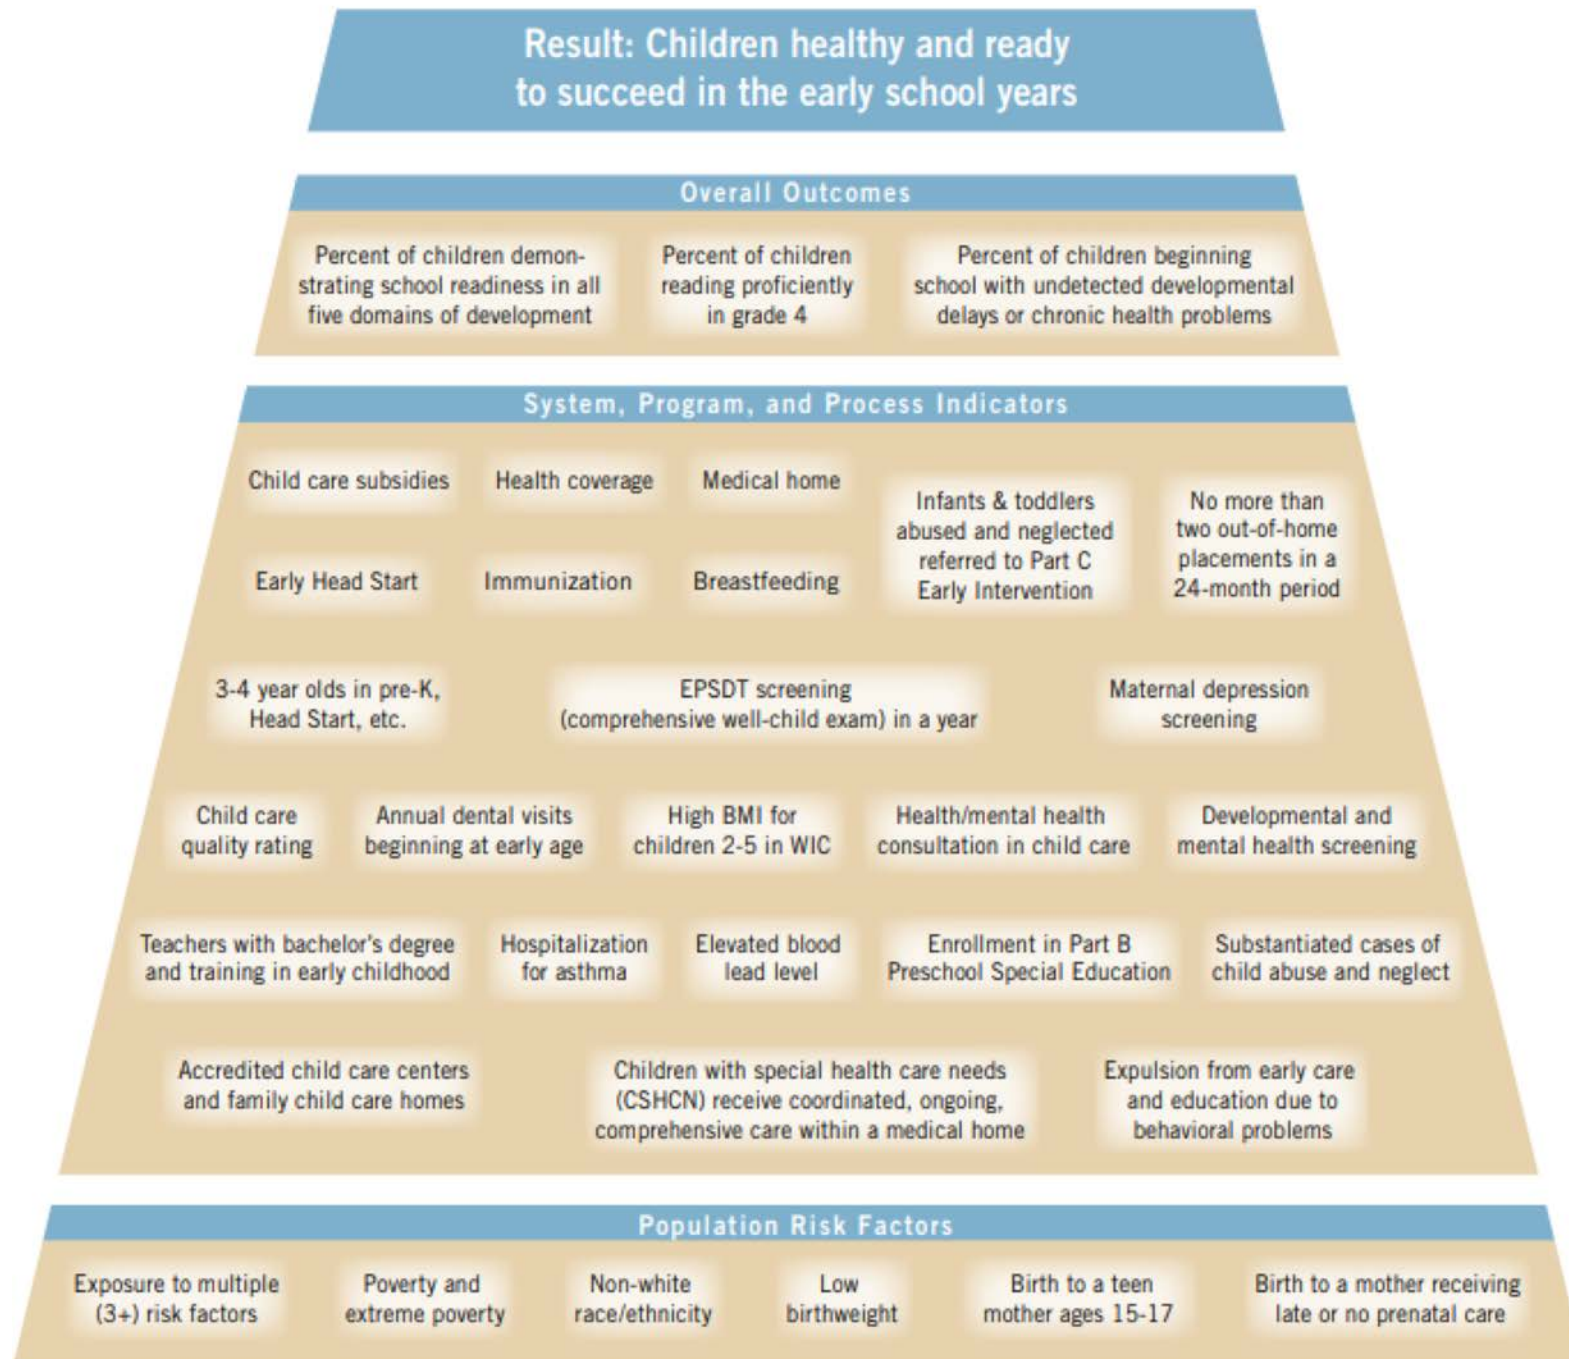 Result: Children healthy and ready
to succeed in the early school years
Overall Outcomes
Percent of children demon-
strating school readiness in all
five domains of development
Percent of children
reading proficiently
in grade 4
Percent of children beginning
school with undetected developmental
delays or chronic health problems
System, Program, and Process Indicators
Child care subsidies
Health coverage
Medical home
Infants & toddlers
abused and neglected
referred to Part C
Early Intervention
No more than
two out-of-home
placements in a
24-month period
Early Head Start
Immunization
Breastfeeding
3-4 year olds in pre-K,
Head Start, etc.
EPSDT screening
(comprehensive well-child exam) in a year
Maternal depression
screening
Child care
quality rating
Annual dental visits
beginning at early age
High BMI for
children 2-5 in WIC
Health/mental health
consultation in child care
Developmental and
mental health screening
Teachers with bachelor's degree
and training in early childhood
Hospitalization
for asthma
Elevated blood
lead level
Enrollment in Part B
Preschool Special Education
Substantiated cases of
child abuse and neglect
Accredited child care centers
and family child care homes
Children with special health care needs
(CSHCN) receive coordinated, ongoing,
comprehensive care within a medical home
Expulsion from early care
and education due to
behavioral problems
Population Risk Factors
Exposure to multiple
(3+) risk factors
Poverty and
extreme poverty
Non-white
race/ethnicity
Low
birthweight
Birth to a teen
mother ages 15-17
Birth to a mother receiving
late or no prenatal care